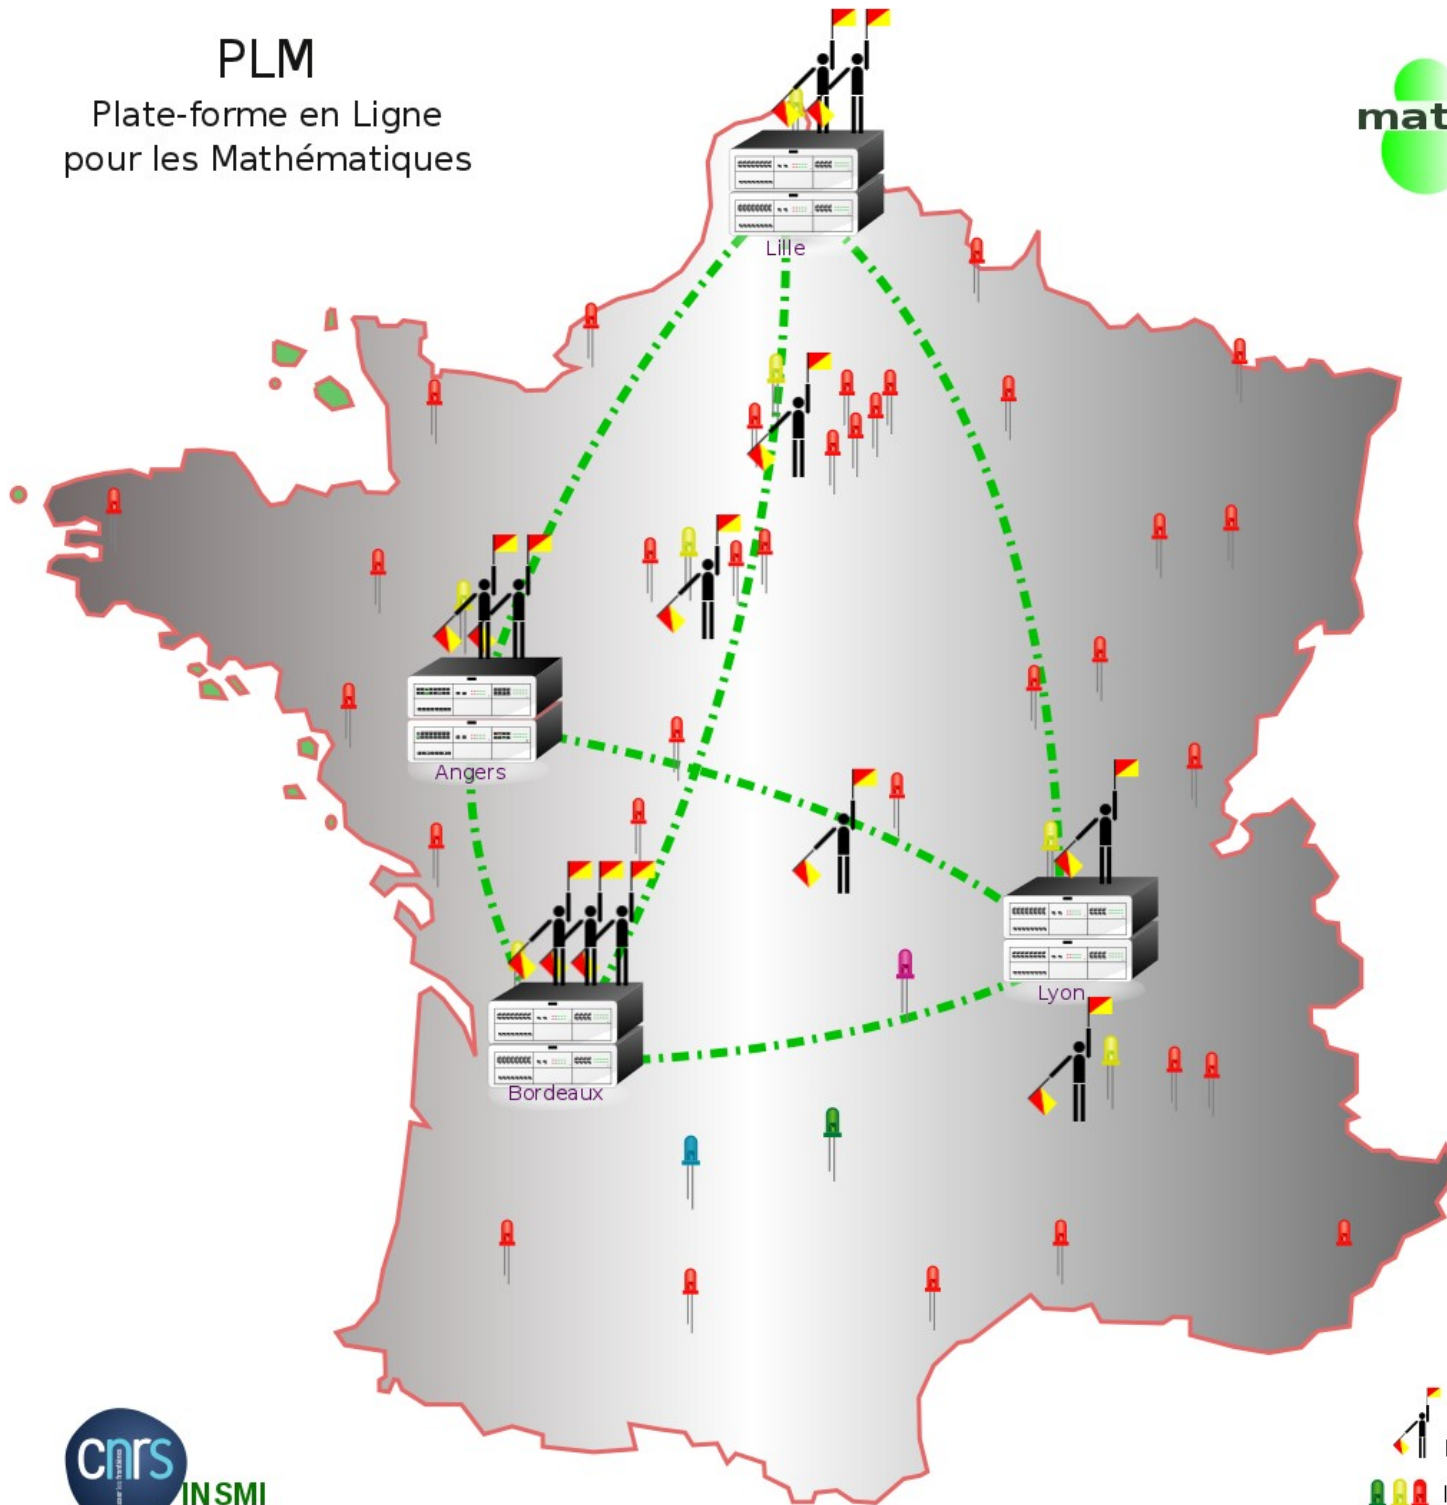 PLM
Plate-forme en Ligne
pour les Mathématiques
mat
Lille
Angers
Lyon
Bordeaux
cnrs
INSMI